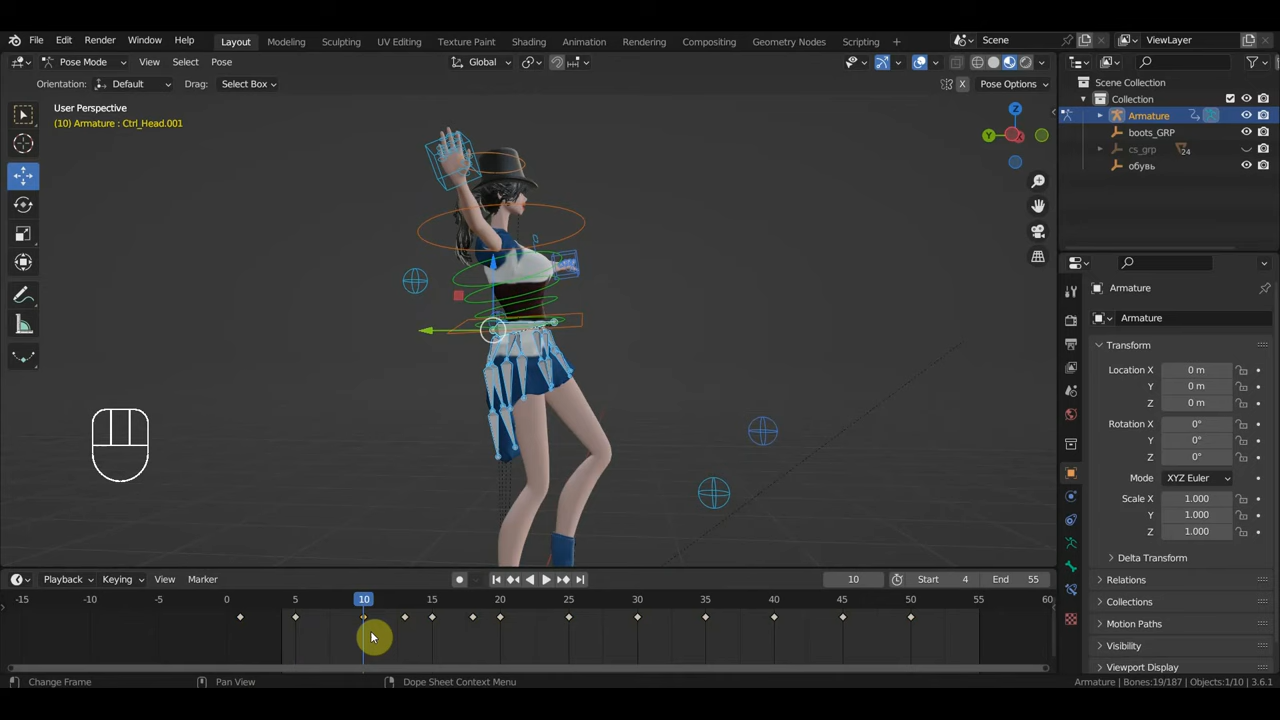 File Edit Render Window Help Layout Modeling Sculpting UV Editing Texture Paint Shading Animation Rendering Compositing Geometry Nodes Scripting + Scene ViewLayer
Pose Mode View Select Pose Global
Orientation: Default Drag: Select Box X Pose Options
User Perspective
(10) Armature : Ctrl_Head.001
Z
Y
X
Scene Collection
Collection
Armature
boots_GRP
cs_grp 24
обувь
Armature
Armature
Transform
Location X 0 m
Y 0 m
Z 0 m
Rotation X 0°
Y 0°
Z 0°
Mode XYZ Euler
Scale X 1.000
Y 1.000
Z 1.000
Delta Transform
Relations
Collections
Motion Paths
Visibility
Viewport Display
Playback Keying View Marker 10 Start 4 End 55
-15 -10 -5 0 5 10 15 20 25 30 35 40 45 50 55 60
Change Frame Pan View Dope Sheet Context Menu Armature | Bones:19/187 | Objects:1/10 | 3.6.1